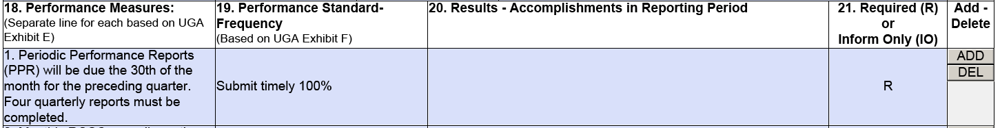 18. Performance Measures:
(Separate line for each based on UGA
Exhibit E)
19. Performance Standard-
Frequency
(Based on UGA Exhibit F)
20. Results - Accomplishments in Reporting Period
21. Required (R)
or
Inform Only (IO)
Add -
Delete
1. Periodic Performance Reports
(PPR) will be due the 30th of the
month for the preceding quarter.
Four quarterly reports must be
completed.
Submit timely 100%
R
ADD
DEL